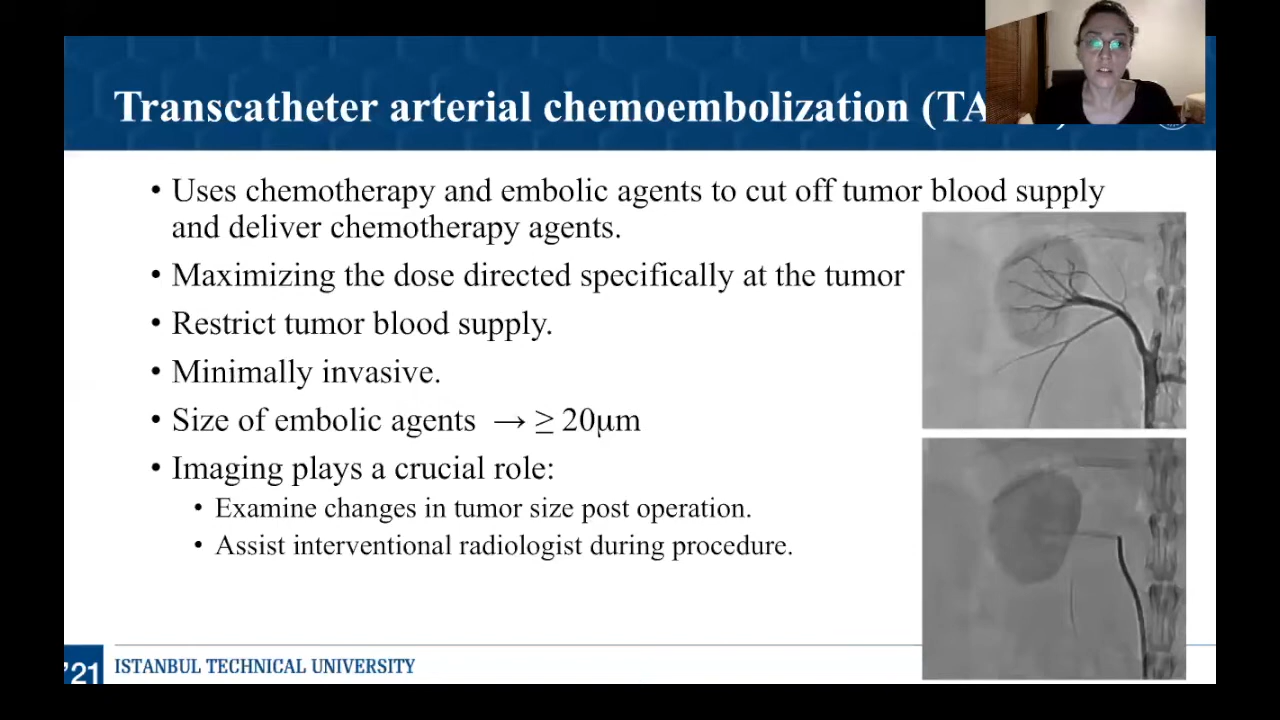 Transcatheter arterial chemoembolization (TA
• Uses chemotherapy and embolic agents to cut off tumor blood supply
and deliver chemotherapy agents.
• Maximizing the dose directed specifically at the tumor
• Restrict tumor blood supply.
• Minimally invasive.
• Size of embolic agents → ≥ 20μm
• Imaging plays a crucial role:
• Examine changes in tumor size post operation.
• Assist interventional radiologist during procedure.
'21 ISTANBUL TECHNICAL UNIVERSITY